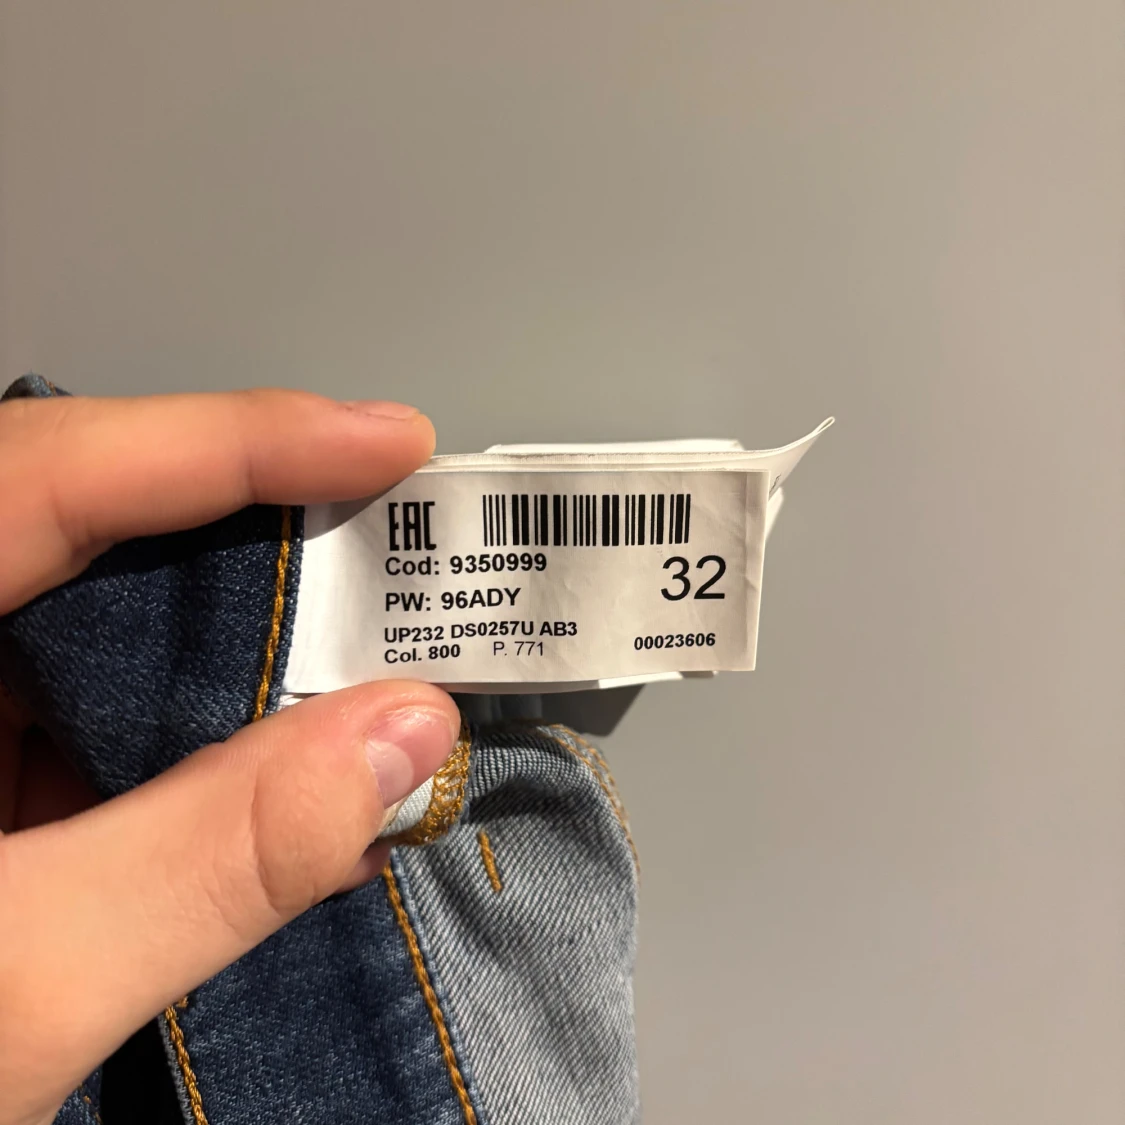 EAC
Cod: 9350999
32
PW: 96ADY
UP232 DS0257U AB3
Col. 800 P. 771
00023606